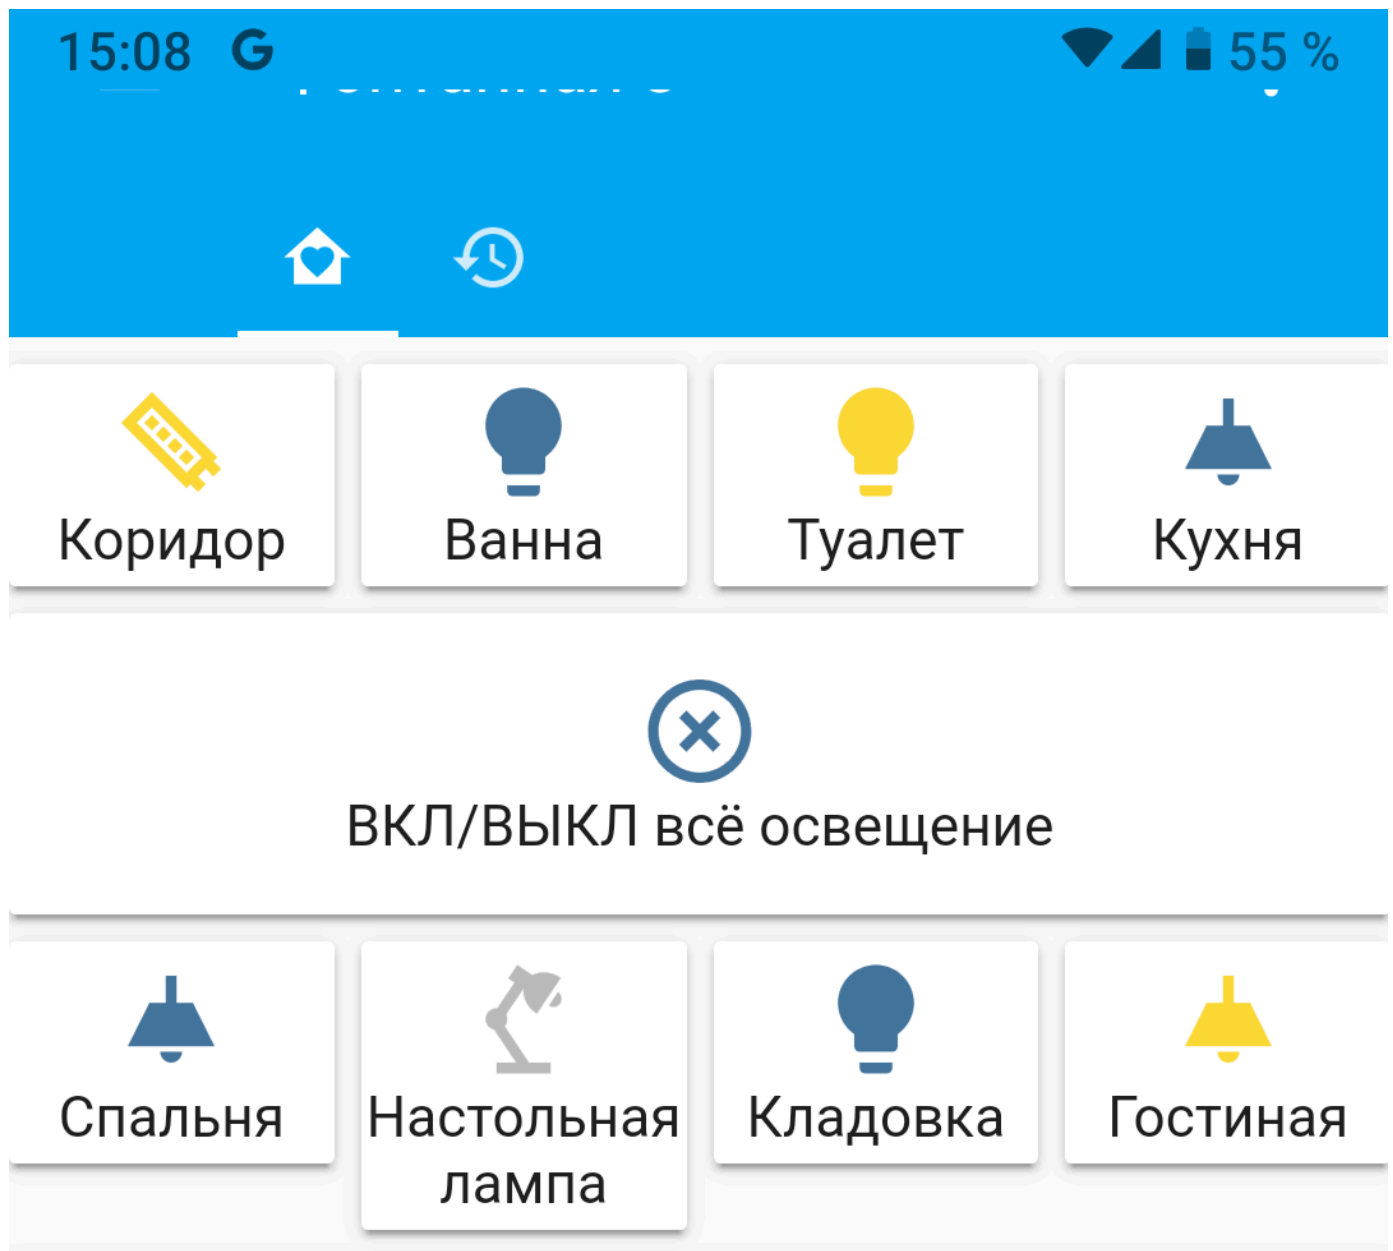 15:08 G 55 %
Коридор Ванна Туалет Кухня
ВКЛ/ВЫКЛ всё освещение
Спальня Настольная Кладовка Гостиная
лампа